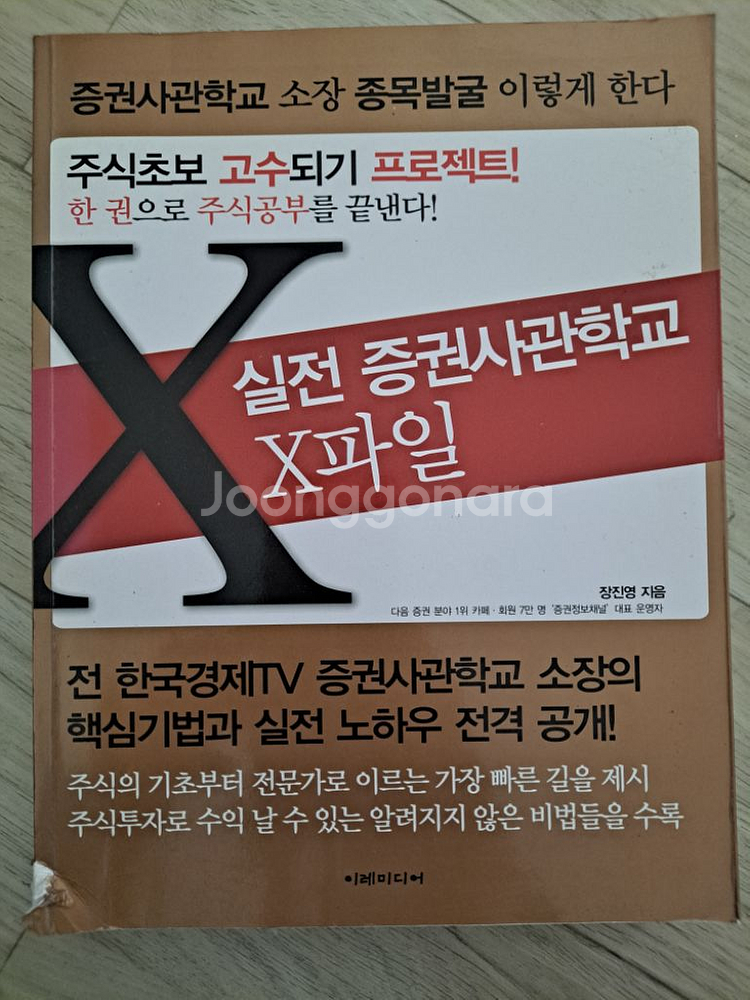 증권사관학교 소장 종목발굴 이렇게 한다
주식초보 고수되기 프로젝트!
한 권으로 주식공부를 끝낸다!
X
실전 증권사관학교
X파일
Joonggonara
장진영 지음
다음 증권 분야 1위 카페·회원 7만 명 '증권정보채널' 대표 운영자
전 한국경제TV 증권사관학교 소장의
핵심기법과 실전 노하우 전격 공개!
주식의 기초부터 전문가로 이르는 가장 빠른 길을 제시
주식투자로 수익 날 수 있는 알려지지 않은 비법들을 수록
이레미디어